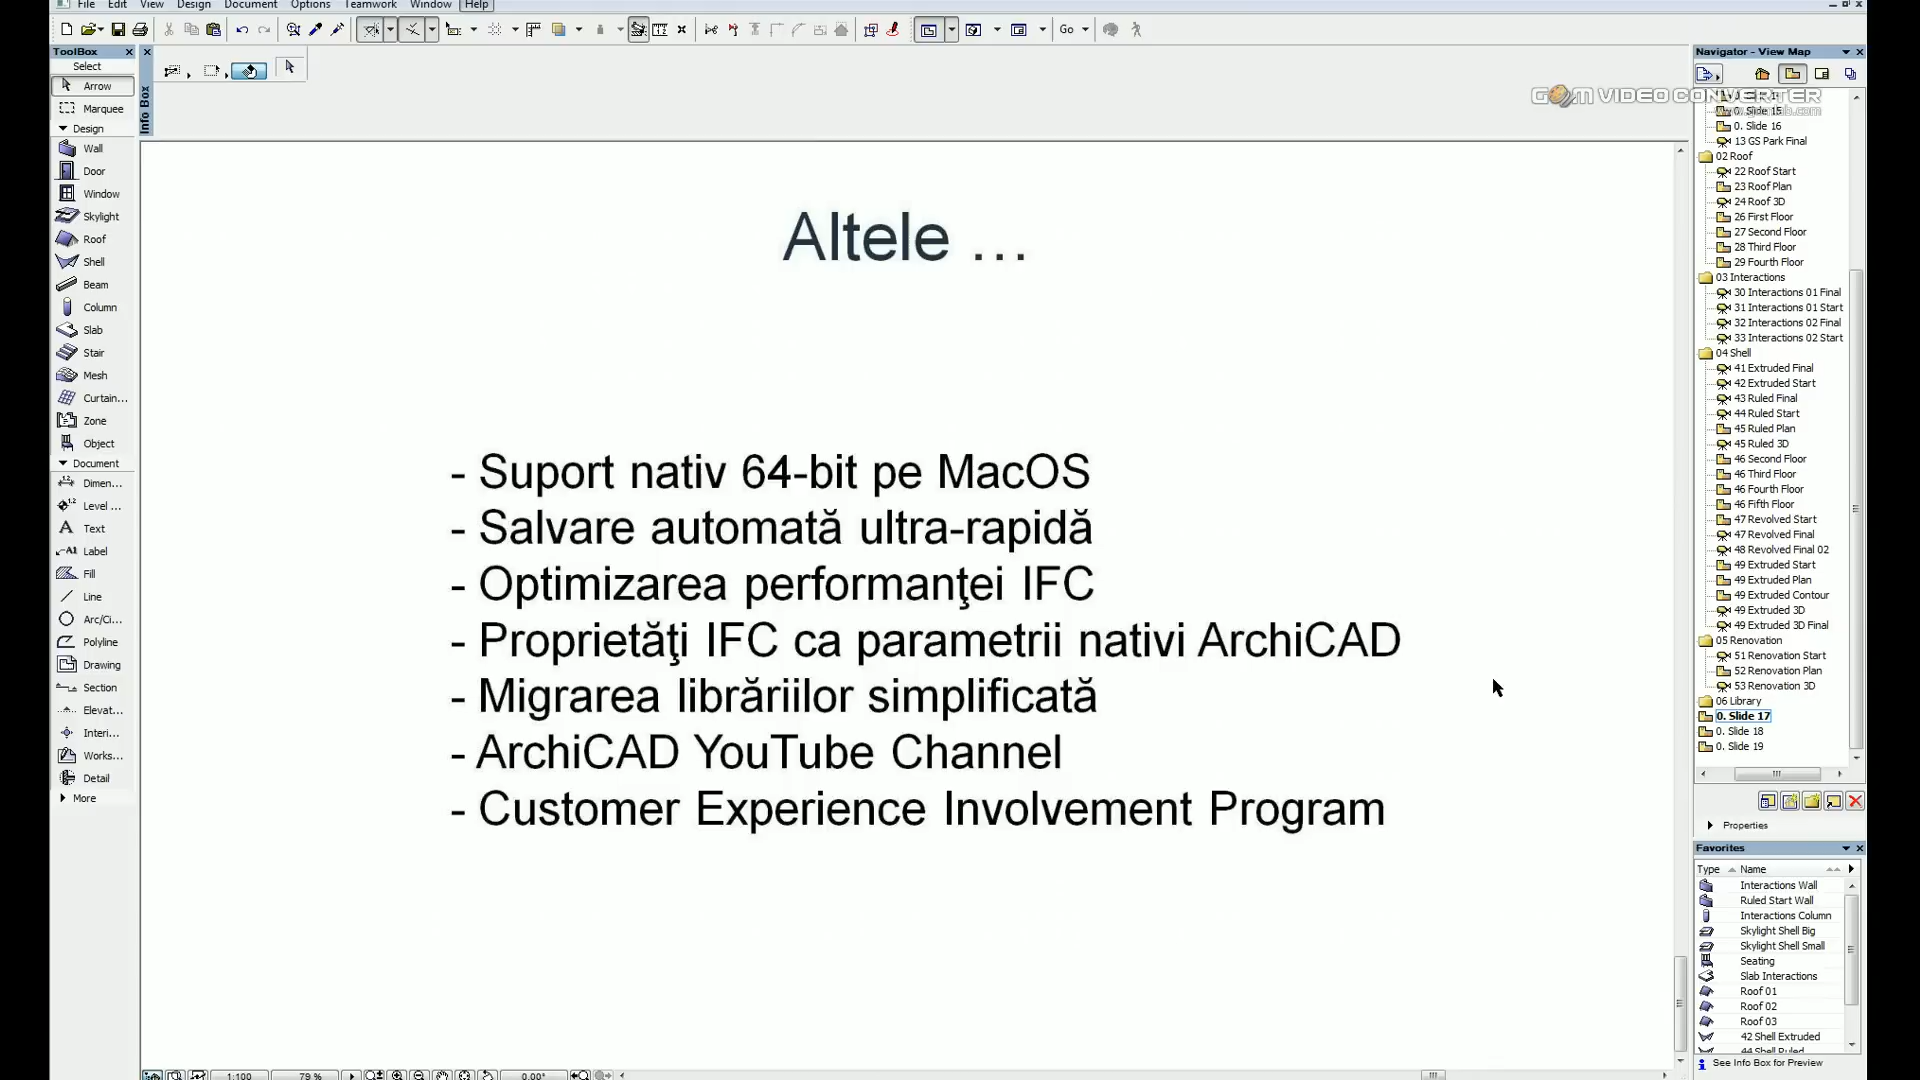 File Edit View Design Document Options Teamwork Window Help
Go
ToolBox
Select
Arrow
Marquee
Design
Wall
Door
Window
Skylight
Roof
Shell
Beam
Column
Slab
Stair
Mesh
Curtain...
Zone
Object
Document
Dimen...
Level ...
Text
Label
Fill
Line
Arc/Ci...
Polyline
Drawing
Section
Elevat...
Interi...
Works...
Detail
More
Info Box
Altele ...
- Suport nativ 64-bit pe MacOS
- Salvare automată ultra-rapidă
- Optimizarea performanţei IFC
- Proprietăţi IFC ca parametrii nativi ArchiCAD
- Migrarea librăriilor simplificată
- ArchiCAD YouTube Channel
- Customer Experience Involvement Program
1:100 79 % 0.00°
Navigator - View Map
GOM VIDEO CONVERTER
0. Slide 15
0. Slide 16
13 GS Park Final
02 Roof
22 Roof Start
23 Roof Plan
24 Roof 3D
26 First Floor
27 Second Floor
28 Third Floor
29 Fourth Floor
03 Interactions
30 Interactions 01 Final
31 Interactions 01 Start
32 Interactions 02 Final
33 Interactions 02 Start
04 Shell
41 Extruded Final
42 Extruded Start
43 Ruled Final
44 Ruled Start
45 Ruled Plan
45 Ruled 3D
46 Second Floor
46 Third Floor
46 Fourth Floor
46 Fifth Floor
47 Revolved Start
47 Revolved Final
48 Revolved Final 02
49 Extruded Start
49 Extruded Plan
49 Extruded Contour
49 Extruded 3D
49 Extruded 3D Final
05 Renovation
51 Renovation Start
52 Renovation Plan
53 Renovation 3D
06 Library
0. Slide 17
0. Slide 18
0. Slide 19
Properties
Favorites
Type Name
Interactions Wall
Ruled Start Wall
Interactions Column
Skylight Shell Big
Skylight Shell Small
Seating
Slab Interactions
Roof 01
Roof 02
Roof 03
42 Shell Extruded
44 Shell Ruled
See Info Box for Preview